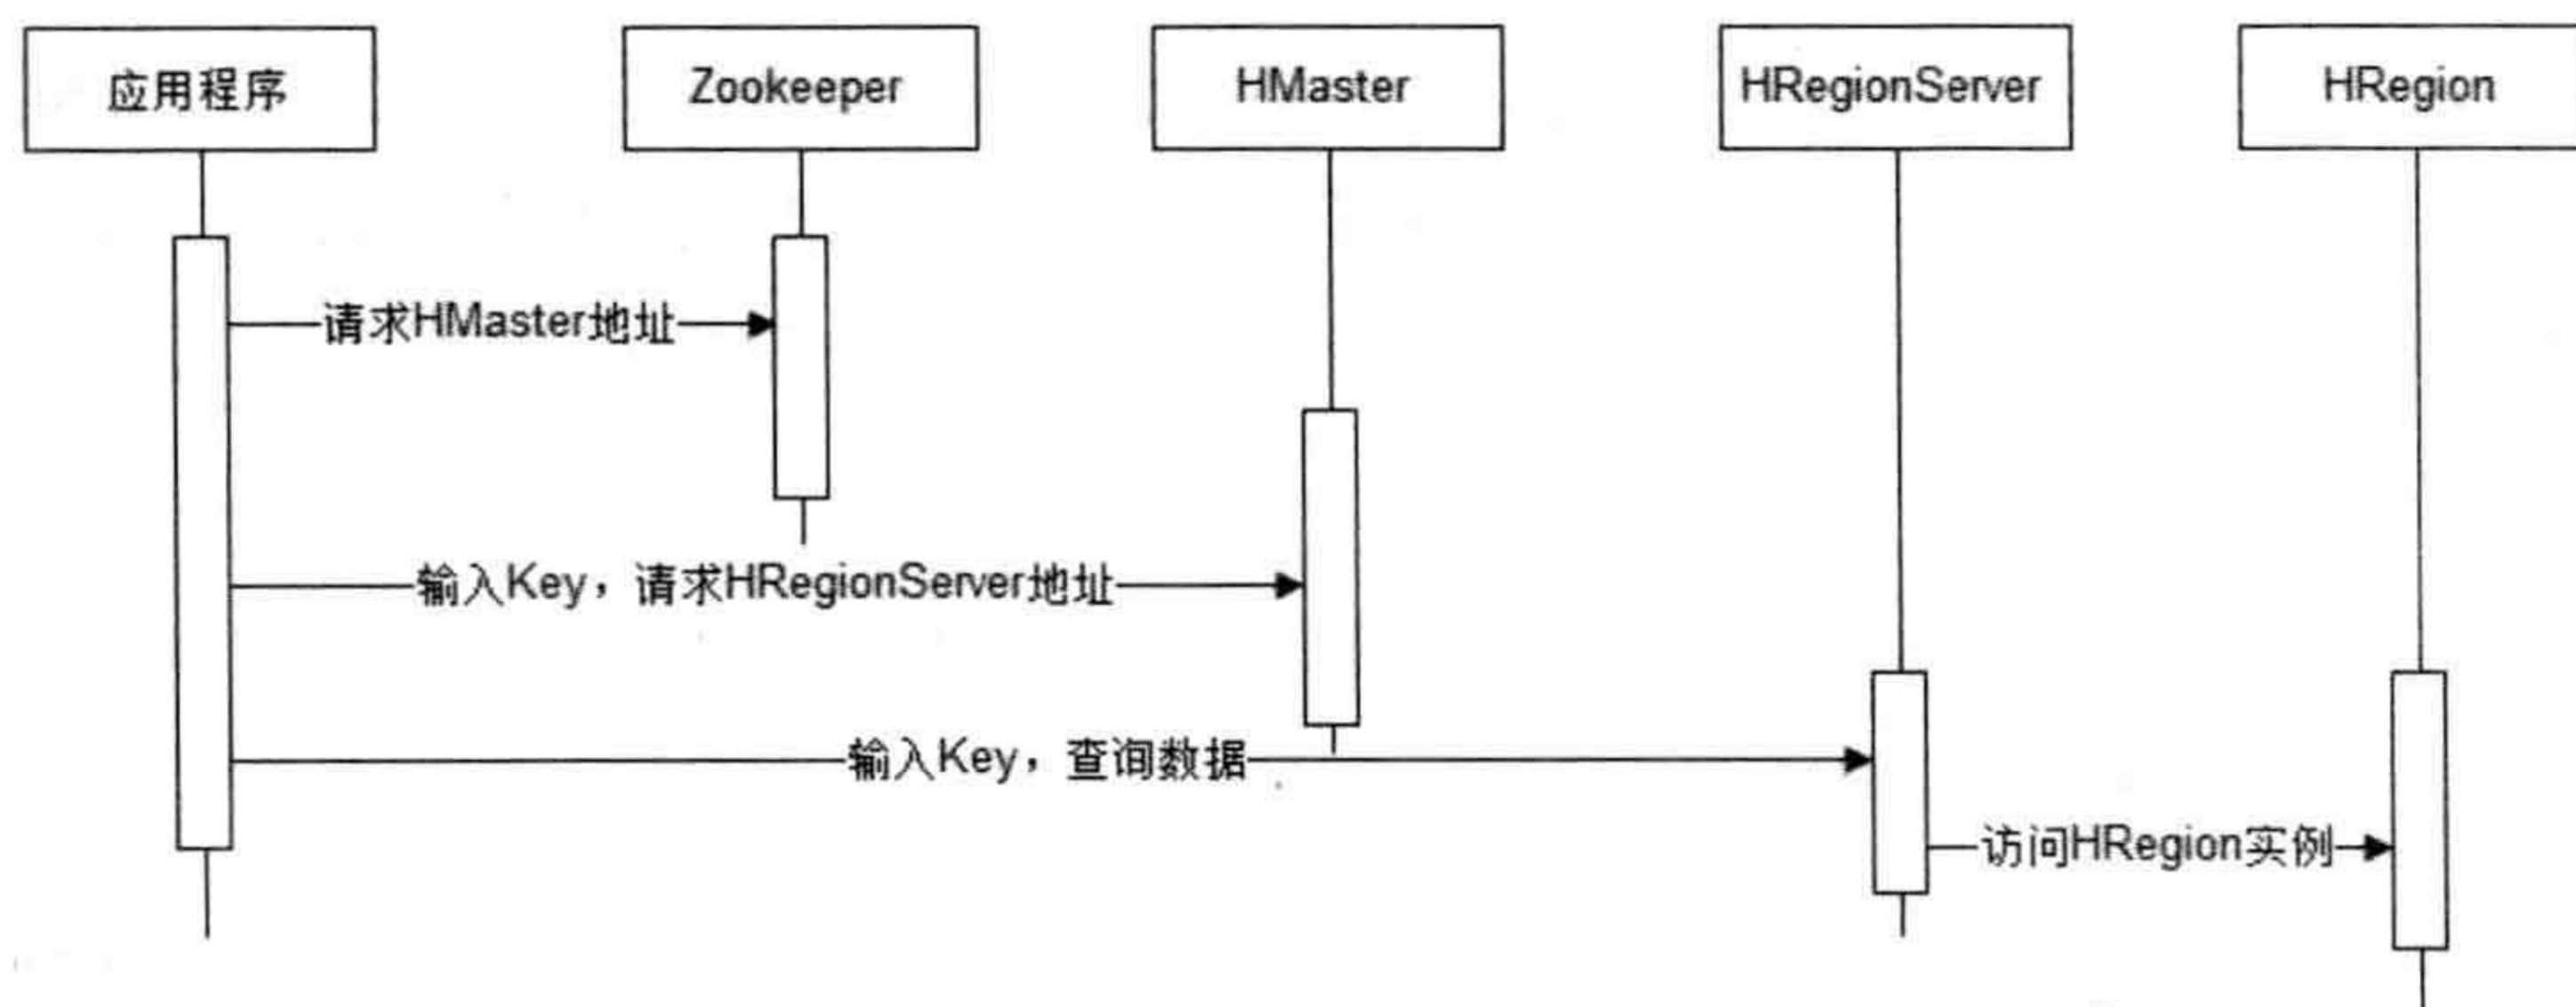 应用程序
Zookeeper
HMaster
HRegionServer
HRegion
请求HMaster地址
输入Key，请求HRegionServer地址
输入Key，查询数据
访问HRegion实例